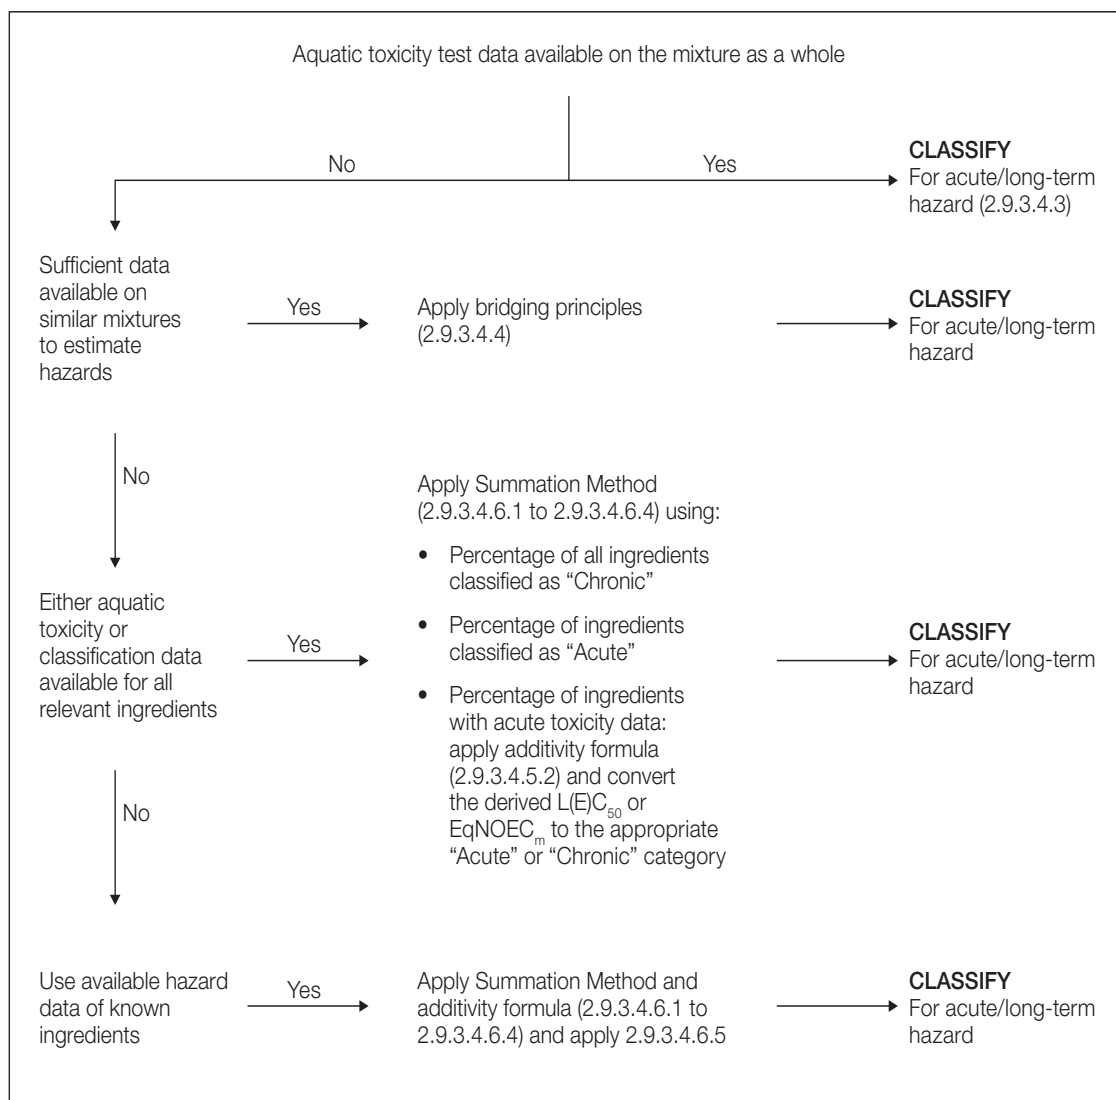 Aquatic toxicity test data available on the mixture as a whole
No
Yes
CLASSIFY
For acute/long-term
hazard (2.9.3.4.3)
Sufficient data
available on
similar mixtures
to estimate
hazards
Yes
Apply bridging principles
(2.9.3.4.4)
CLASSIFY
For acute/long-term
hazard
No
Either aquatic
toxicity or
classification data
available for all
relevant ingredients
Yes
Apply Summation Method
(2.9.3.4.6.1 to 2.9.3.4.6.4) using:
• Percentage of all ingredients
classified as “Chronic”
• Percentage of ingredients
classified as “Acute”
• Percentage of ingredients
with acute toxicity data:
apply additivity formula
(2.9.3.4.5.2) and convert
the derived L(E)C50 or
EqNOECm to the appropriate
“Acute” or “Chronic” category
CLASSIFY
For acute/long-term
hazard
No
Use available hazard
data of known
ingredients
Yes
Apply Summation Method and
additivity formula (2.9.3.4.6.1 to
2.9.3.4.6.4) and apply 2.9.3.4.6.5
CLASSIFY
For acute/long-term
hazard